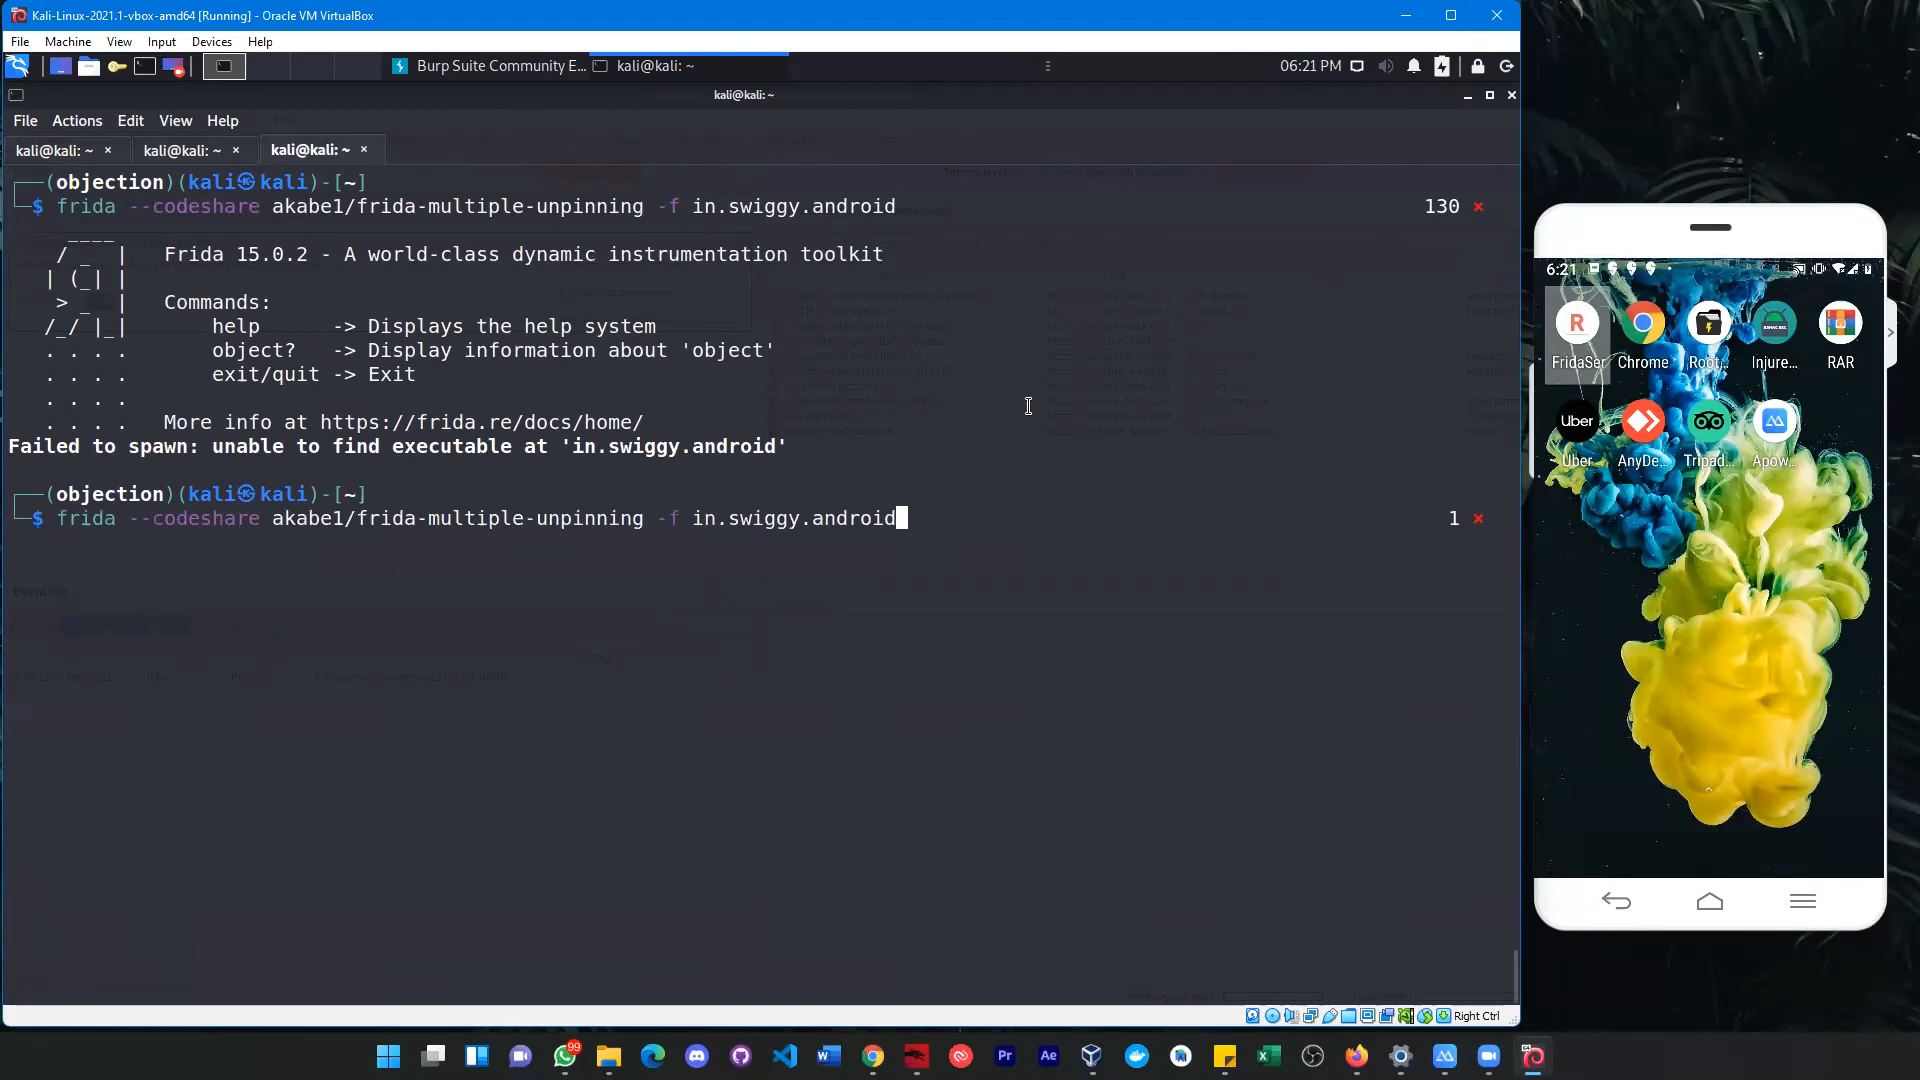 Kali-Linux-2021.1-vbox-amd64 [Running] - Oracle VM VirtualBox
File Machine View Input Devices Help
Burp Suite Community E... kali@kali: ~ 06:21 PM
kali@kali: ~
File Actions Edit View Help
kali@kali: ~ × kali@kali: ~ × kali@kali: ~ ×
(objection)(kali㉿kali)-[~]
$ frida --codeshare akabe1/frida-multiple-unpinning -f in.swiggy.android 130 ×
____
/ _ | Frida 15.0.2 - A world-class dynamic instrumentation toolkit
| (_| |
> _ | Commands:
/_/ |_| help -> Displays the help system
. . . . object? -> Display information about 'object'
. . . . exit/quit -> Exit
. . . .
. . . . More info at https://frida.re/docs/home/
Failed to spawn: unable to find executable at 'in.swiggy.android'
(objection)(kali㉿kali)-[~]
$ frida --codeshare akabe1/frida-multiple-unpinning -f in.swiggy.android 1 ×
Right Ctrl
6:21
R
FridaSer Chrome Root... Injure... RAR
Uber
Uber AnyDe... Tripad... Apow...
99
Pr Ae